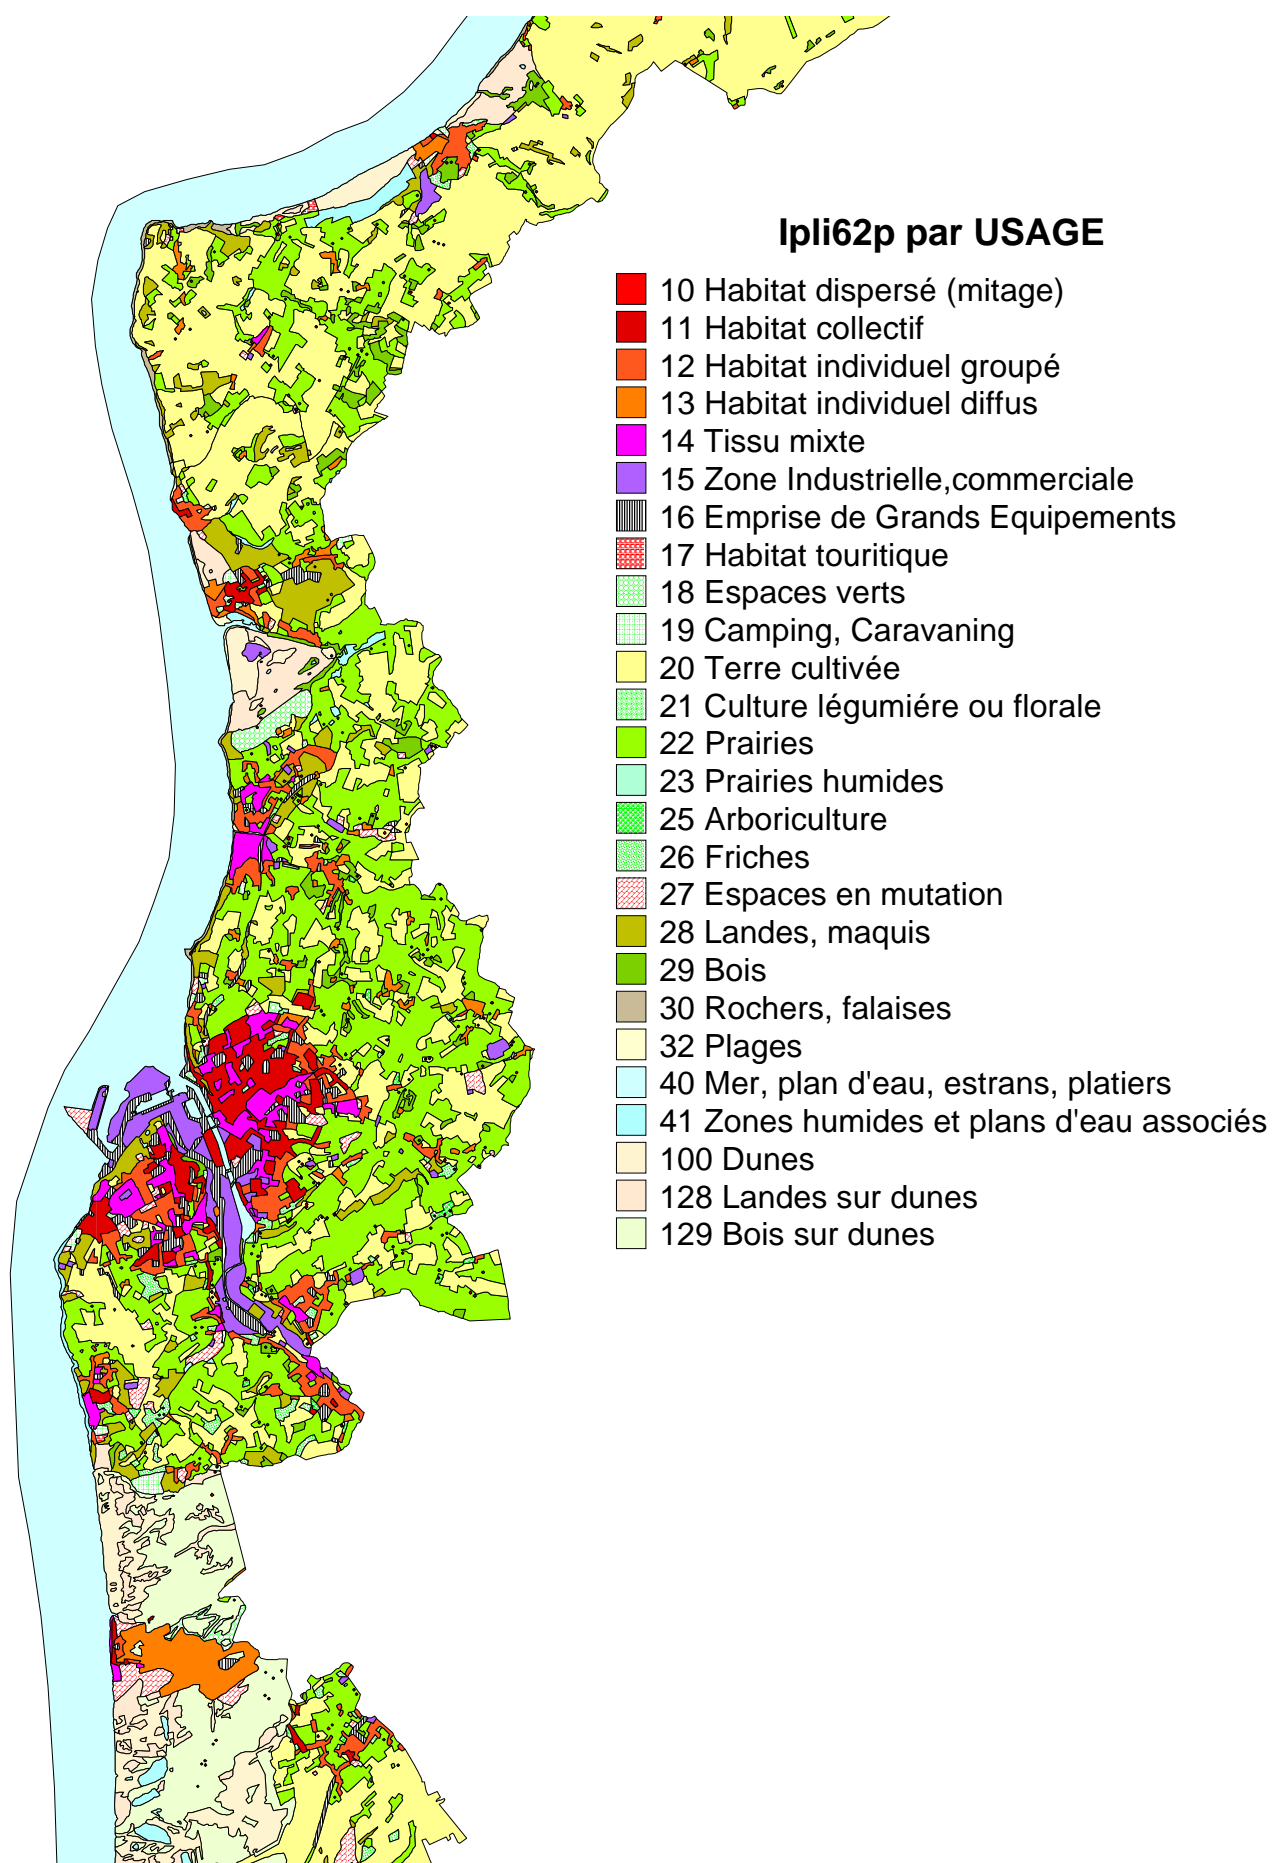 Ipli62p par USAGE
10 Habitat dispersé (mitage)
11 Habitat collectif
12 Habitat individuel groupé
13 Habitat individuel diffus
14 Tissu mixte
15 Zone Industrielle,commerciale
16 Emprise de Grands Equipements
17 Habitat touritique
18 Espaces verts
19 Camping, Caravaning
20 Terre cultivée
21 Culture légumiére ou florale
22 Prairies
23 Prairies humides
25 Arboriculture
26 Friches
27 Espaces en mutation
28 Landes, maquis
29 Bois
30 Rochers, falaises
32 Plages
40 Mer, plan d'eau, estrans, platiers
41 Zones humides et plans d'eau associés
100 Dunes
128 Landes sur dunes
129 Bois sur dunes